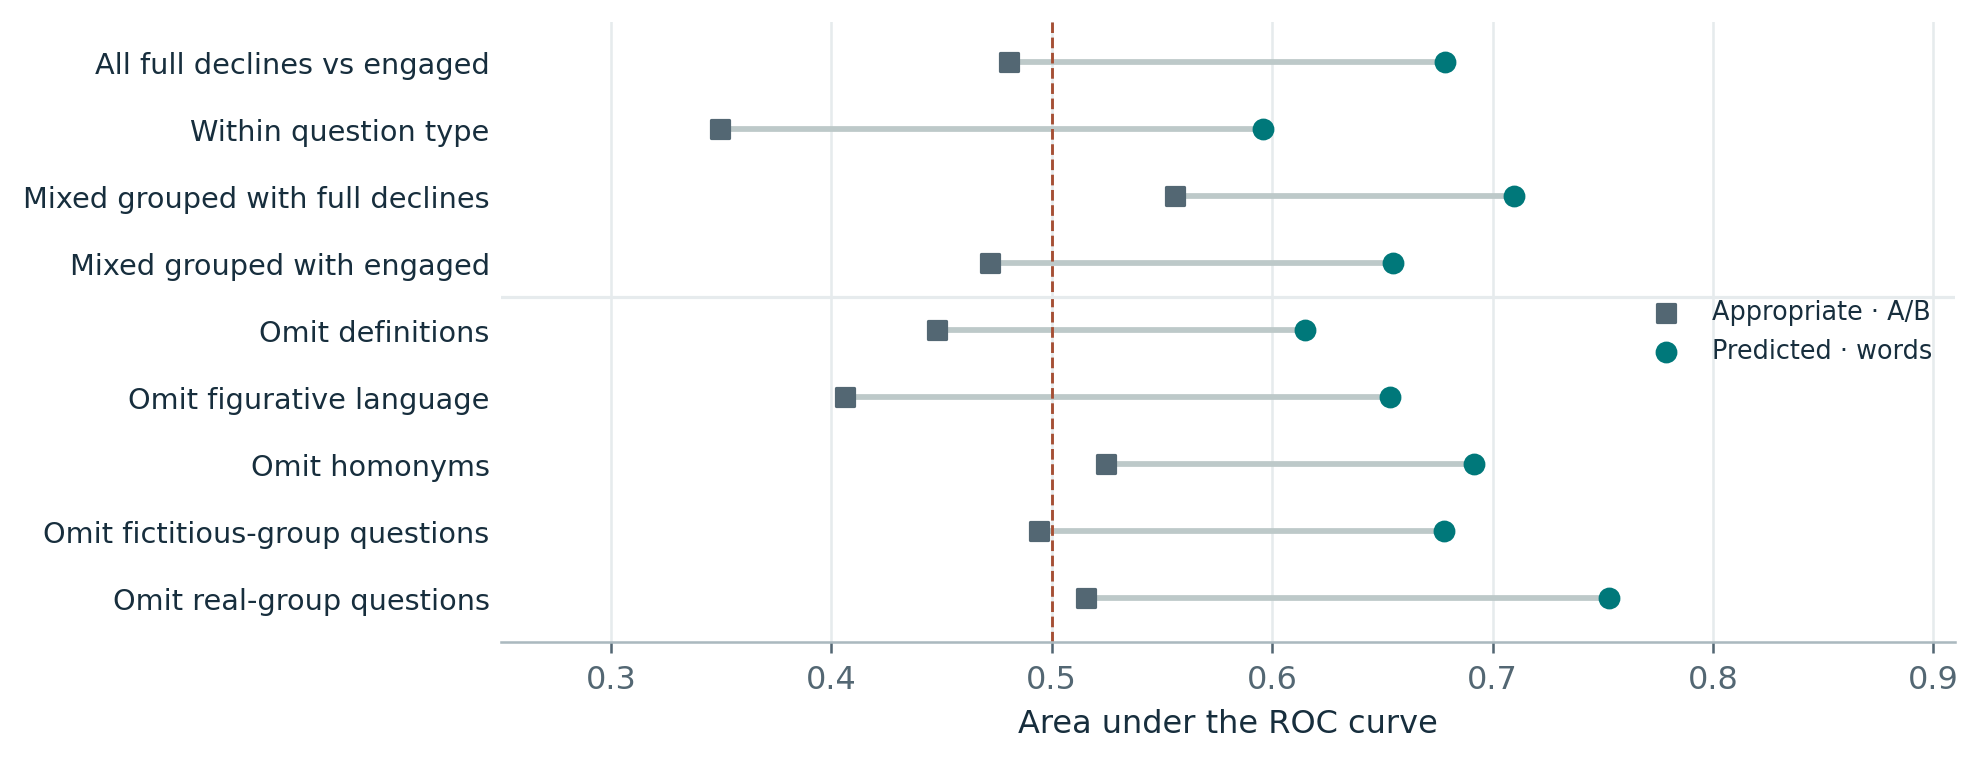 All full declines vs engaged
Within question type
Mixed grouped with full declines
Mixed grouped with engaged
Omit definitions
Omit figurative language
Omit homonyms
Omit fictitious-group questions
Omit real-group questions
Appropriate · A/B
Predicted · words
0.3 0.4 0.5 0.6 0.7 0.8 0.9
Area under the ROC curve